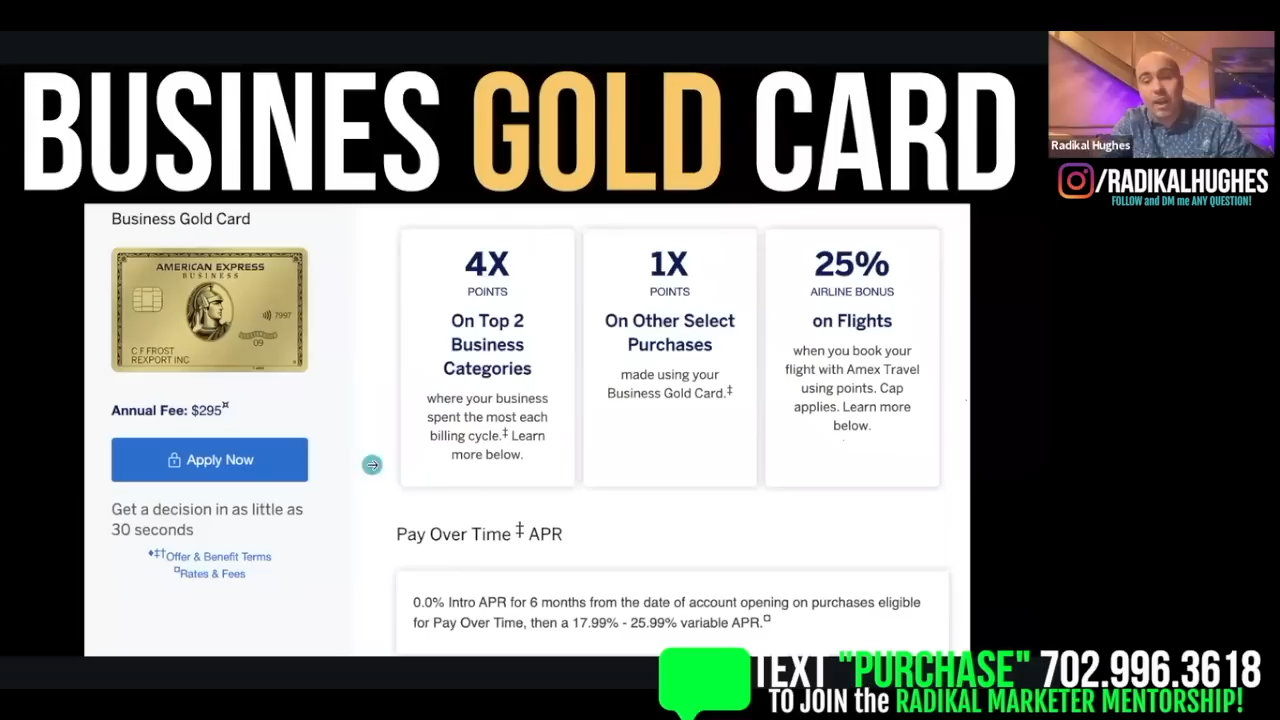 BUSINES GOLD CARD
Radikal Hughes
/RADIKALHUGHES
FOLLOW and DM me ANY QUESTION!
Business Gold Card
AMERICAN EXPRESS
BUSINESS
7997
09
C F FROST
REXPORT INC
Annual Fee: $295¤
Apply Now
Get a decision in as little as
30 seconds
♦‡†Offer & Benefit Terms
¤Rates & Fees
4X
POINTS
On Top 2
Business
Categories
where your business
spent the most each
billing cycle.‡ Learn
more below.
1X
POINTS
On Other Select
Purchases
made using your
Business Gold Card.‡
25%
AIRLINE BONUS
on Flights
when you book your
flight with Amex Travel
using points. Cap
applies. Learn more
below.
Pay Over Time ‡ APR
0.0% Intro APR for 6 months from the date of account opening on purchases eligible
for Pay Over Time, then a 17.99% - 25.99% variable APR.¤
TEXT "PURCHASE" 702.996.3618
TO JOIN the RADIKAL MARKETER MENTORSHIP!